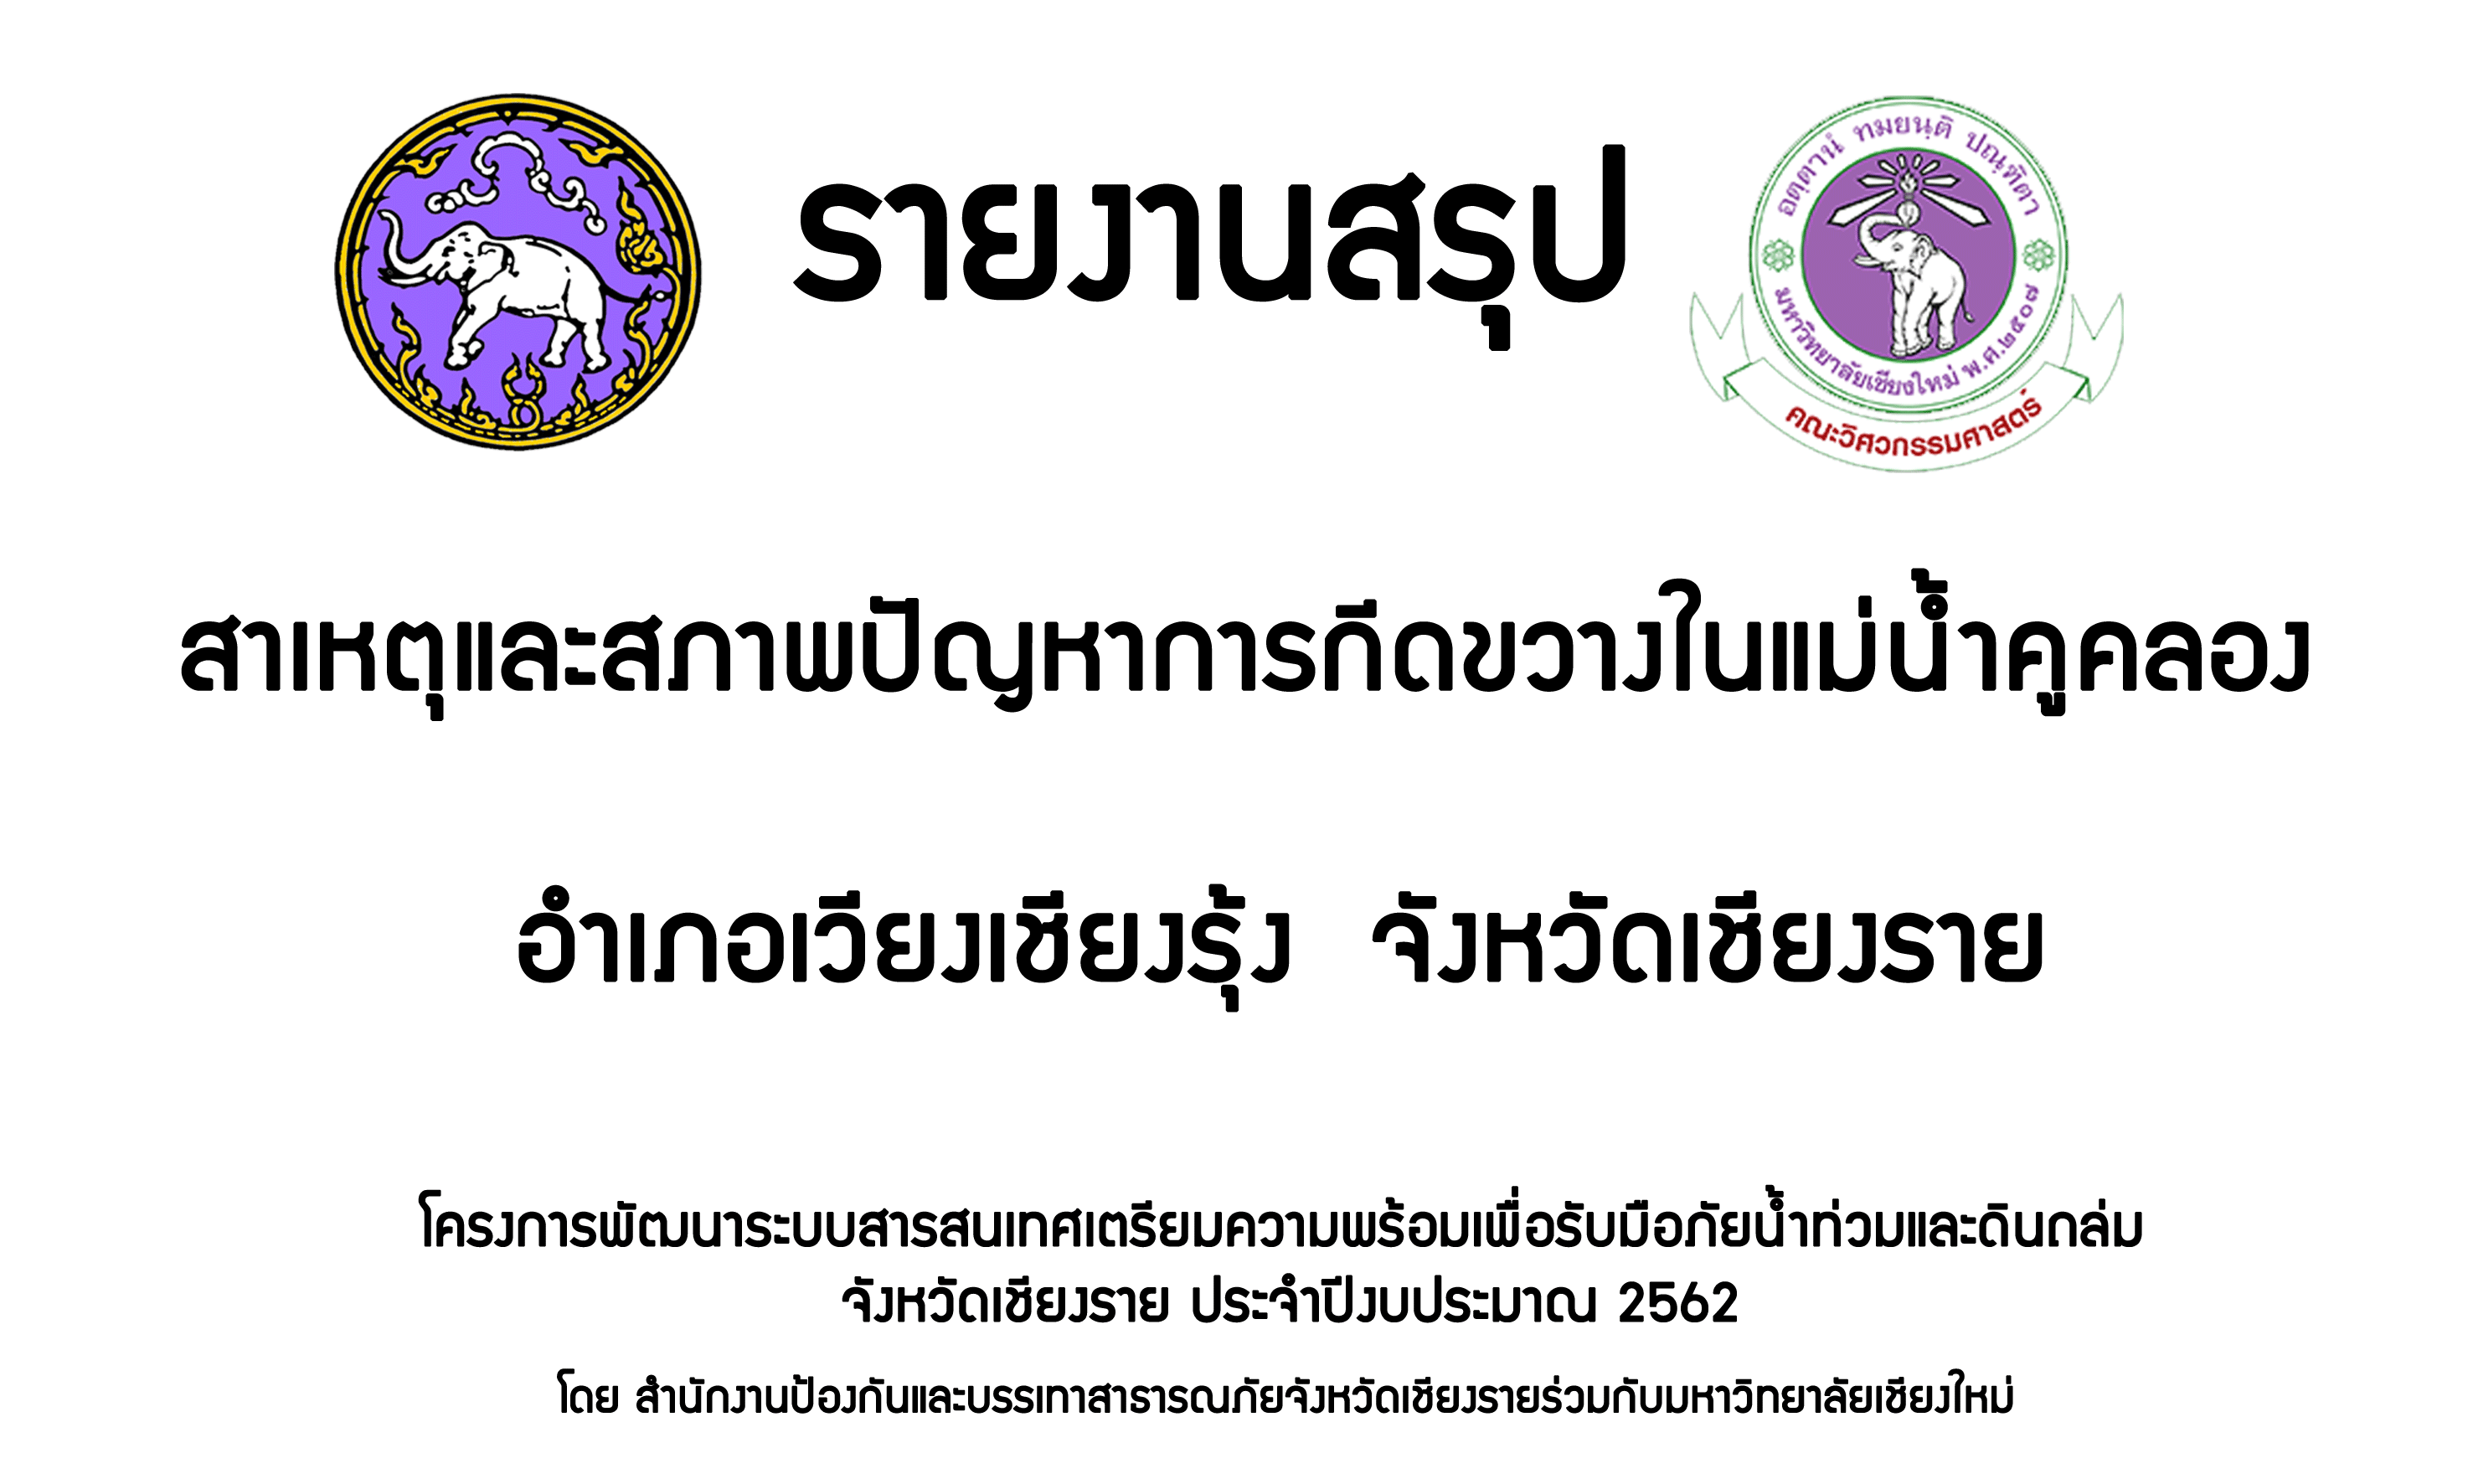 รายงานสรุป
อตฺตานํ ทมยนฺติ ปณฺฑิตา
มหาวิทยาลัยเชียงใหม่ พ.ศ.๒๕๐๗
คณะวิศวกรรมศาสตร์
สาเหตุและสภาพปัญหาการกีดขวางในแม่น้ำคูคลอง
อำเภอเวียงเชียงรุ้ง จังหวัดเชียงราย
โครงการพัฒนาระบบสารสนเทศเตรียมความพร้อมเพื่อรับมือภัยน้ำท่วมและดินถล่ม
จังหวัดเชียงราย ประจำปีงบประมาณ 2562
โดย สำนักงานป้องกันและบรรเทาสาธารณภัยจังหวัดเชียงรายร่วมกับมหาวิทยาลัยเชียงใหม่